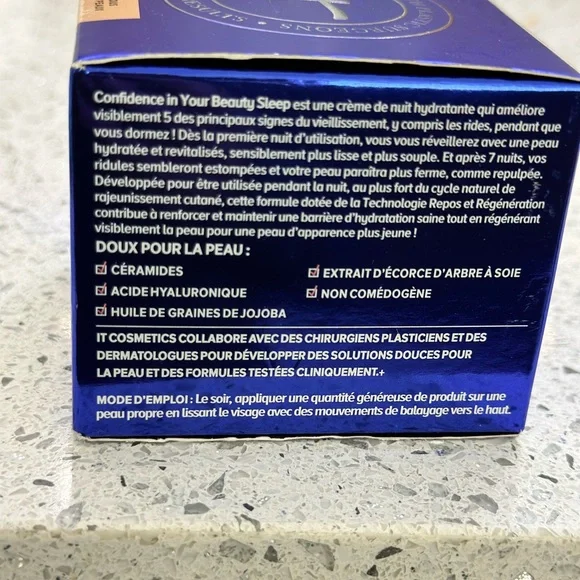 SURGEONS
Confidence in Your Beauty Sleep est une crème de nuit hydratante qui améliore
visiblement 5 des principaux signes du vieillissement, y compris les rides, pendant que
vous dormez ! Dès la première nuit d'utilisation, vous vous réveillerez avec une peau
hydratée et revitalisés, sensiblement plus lisse et plus souple. Et après 7 nuits, vos
ridules sembleront estompées et votre peau paraîtra plus ferme, comme repulpée.
Développée pour être utilisée pendant la nuit, au plus fort du cycle naturel de
rajeunissement cutané, cette formule dotée de la Technologie Repos et Régénération
contribue à renforcer et maintenir une barrière d'hydratation saine tout en régénérant
visiblement la peau pour une peau d'apparence plus jeune !
DOUX POUR LA PEAU :
CÉRAMIDES
EXTRAIT D'ÉCORCE D'ARBRE À SOIE
ACIDE HYALURONIQUE
NON COMÉDOGÈNE
HUILE DE GRAINES DE JOJOBA
IT COSMETICS COLLABORE AVEC DES CHIRURGIENS PLASTICIENS ET DES
DERMATOLOGUES POUR DÉVELOPPER DES SOLUTIONS DOUCES POUR
LA PEAU ET DES FORMULES TESTÉES CLINIQUEMENT.+
MODE D'EMPLOI : Le soir, appliquer une quantité généreuse de produit sur une
peau propre en lissant le visage avec des mouvements de balayage vers le haut.